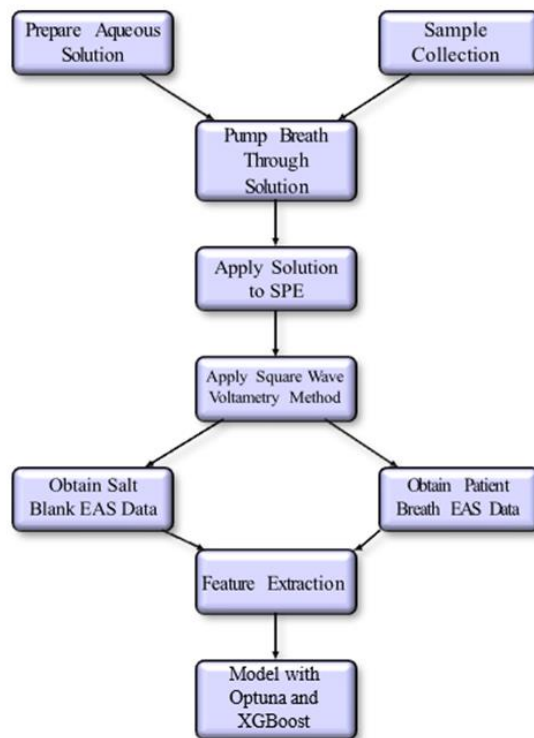 Prepare Aqueous
Solution
Sample
Collection
Pump Breath
Through
Solution
Apply Solution
to SPE
Apply Square Wave
Voltametry Method
Obtain Salt
Blank EAS Data
Obtain Patient
Breath EAS Data
Feature Extraction
Model with
Optuna and
XGBoost